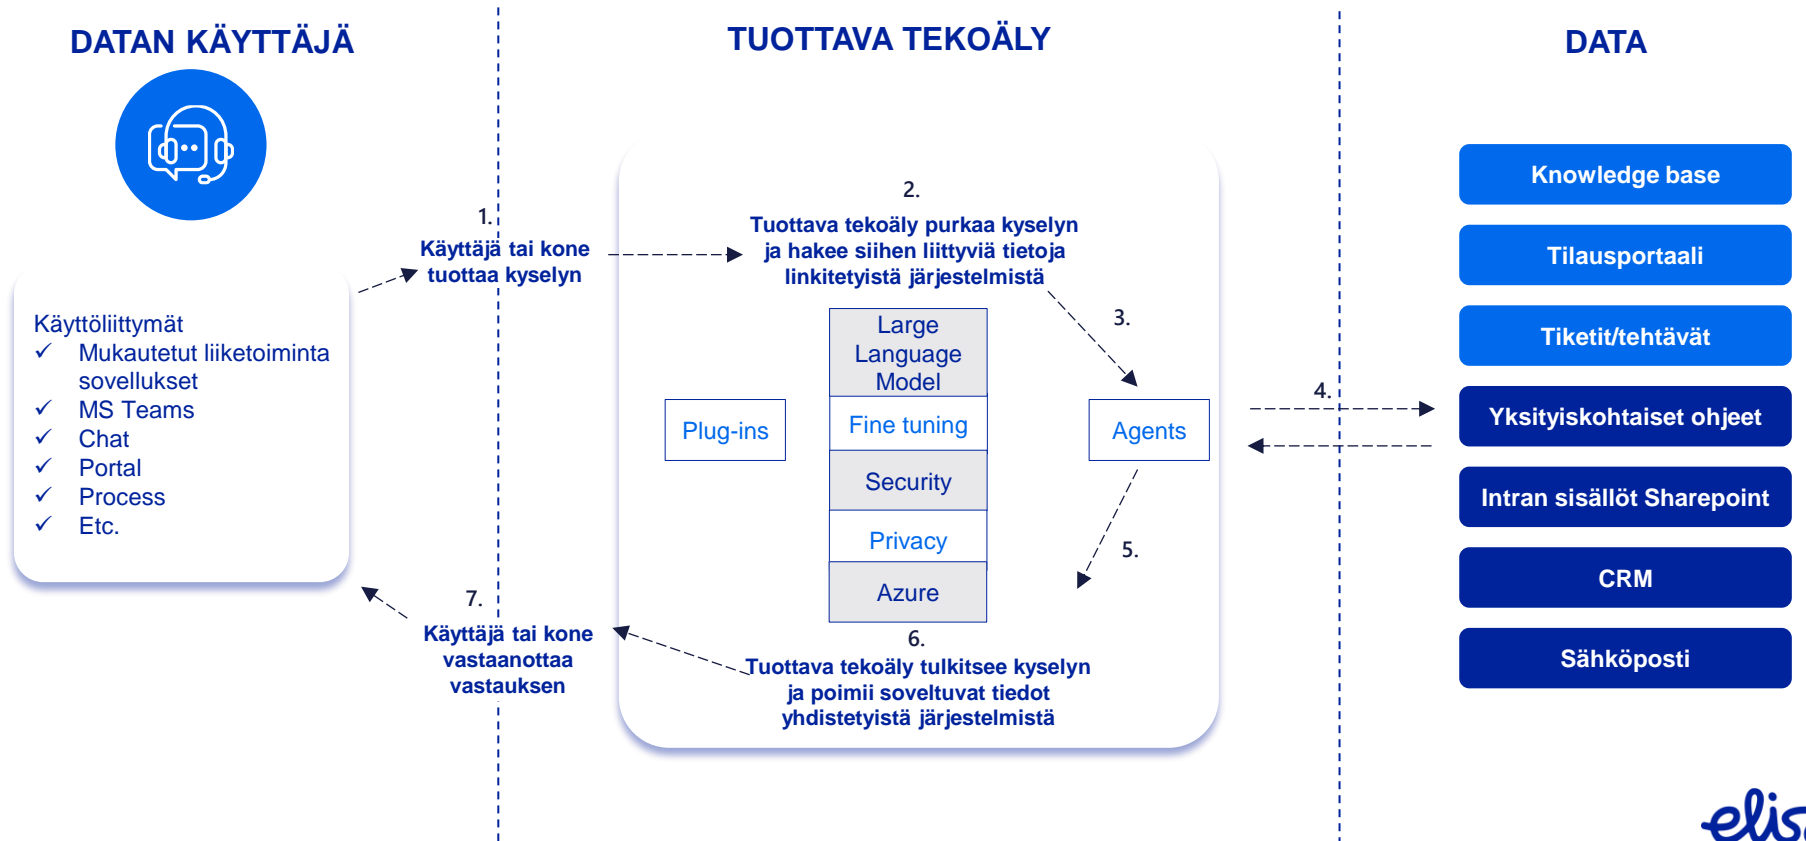 DATAN KÄYTTÄJÄ
Käyttöliittymät
✓ Mukautetut liiketoiminta
sovellukset
✓ MS Teams
✓ Chat
✓ Portal
✓ Process
✓ Etc.
1.
Käyttäjä tai kone
tuottaa kyselyn
7.
Käyttäjä tai kone
vastaanottaa
vastauksen
TUOTTAVA TEKOÄLY
2.
Tuottava tekoäly purkaa kyselyn
ja hakee siihen liittyviä tietoja
linkitetyistä järjestelmistä
3.
Large
Language
Model
Plug-ins
Fine tuning
Agents
Security
Privacy
5.
Azure
6.
Tuottava tekoäly tulkitsee kyselyn
ja poimii soveltuvat tiedot
yhdistetyistä järjestelmistä
4.
DATA
Knowledge base
Tilausportaali
Tiketit/tehtävät
Yksityiskohtaiset ohjeet
Intran sisällöt Sharepoint
CRM
Sähköposti
elisa